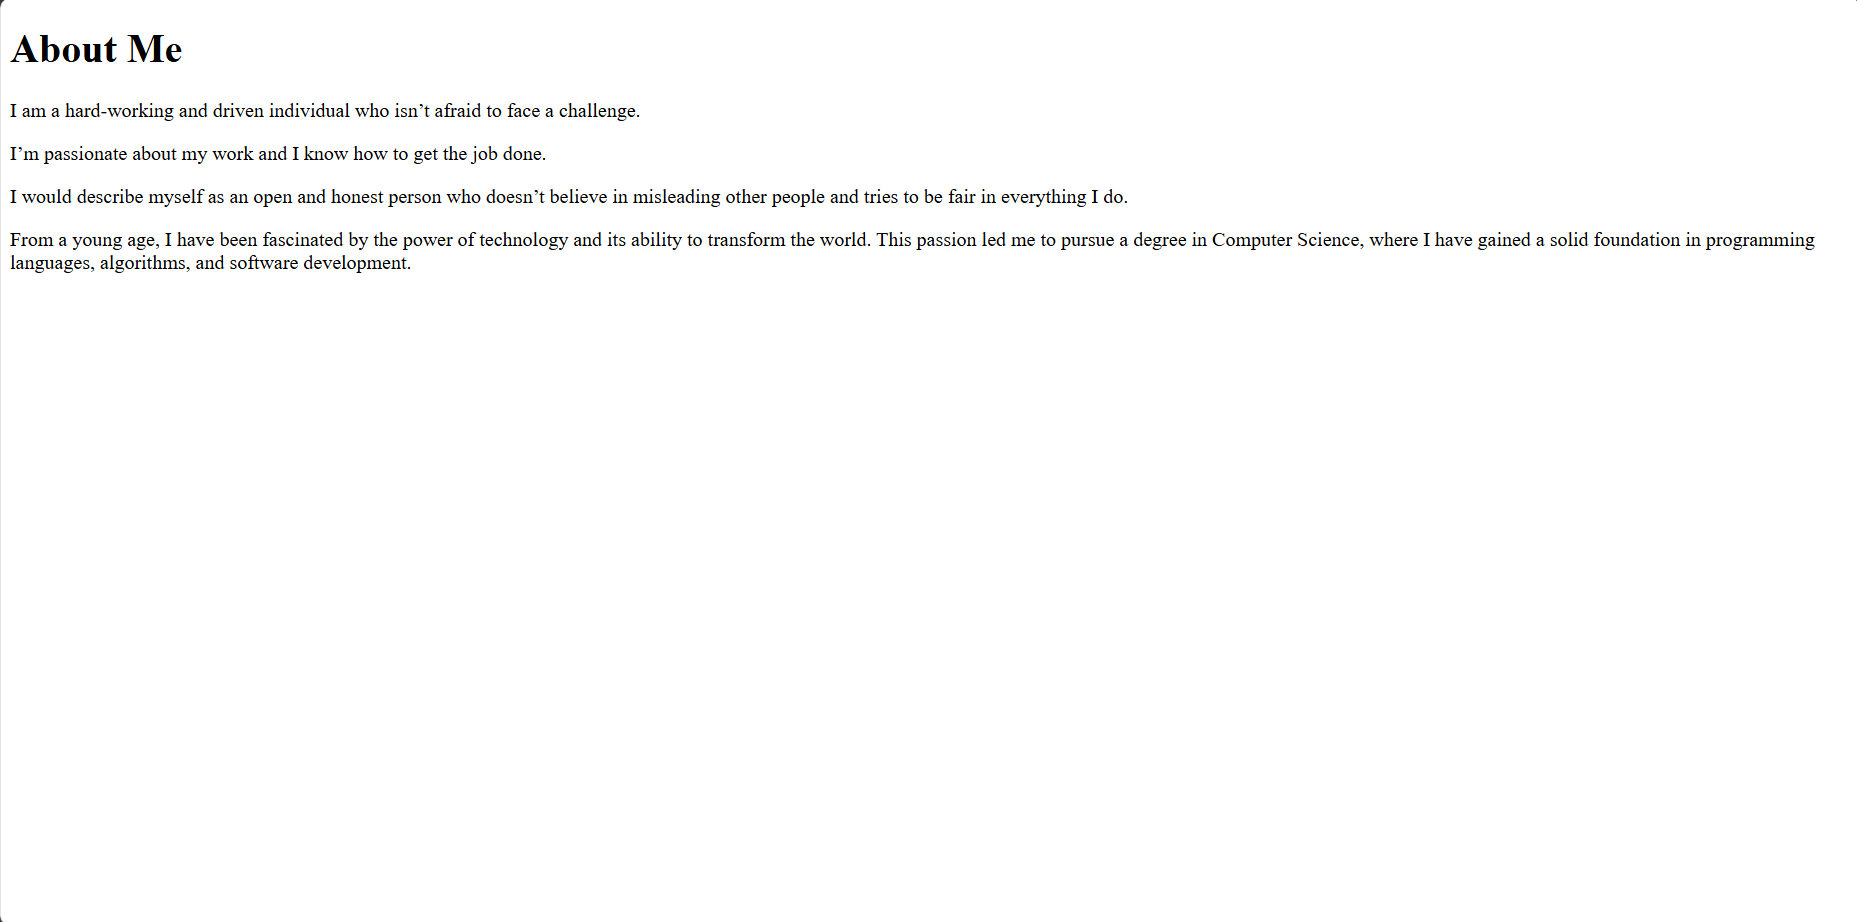 About Me
I am a hard-working and driven individual who isn’t afraid to face a challenge.
I’m passionate about my work and I know how to get the job done.
I would describe myself as an open and honest person who doesn’t believe in misleading other people and tries to be fair in everything I do.
From a young age, I have been fascinated by the power of technology and its ability to transform the world. This passion led me to pursue a degree in Computer Science, where I have gained a solid foundation in programming
languages, algorithms, and software development.